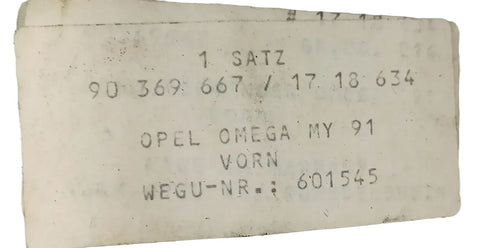 1 SATZ
90 369 667 / 17 18 634
OPEL OMEGA MY 91
VORN
WEGU-NR.: 601545